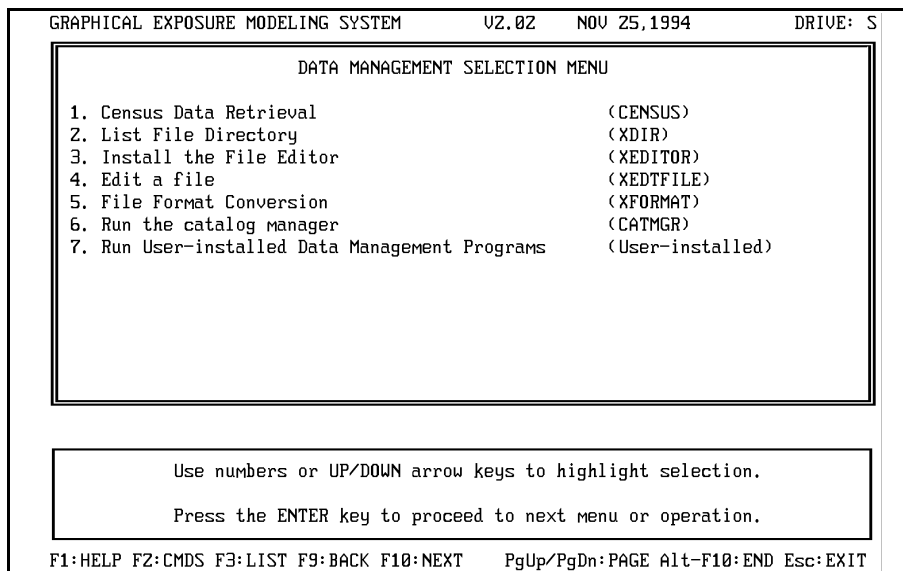 GRAPHICAL EXPOSURE MODELING SYSTEM V2.02 NOV 25,1994 DRIVE: S
DATA MANAGEMENT SELECTION MENU
1. Census Data Retrieval (CENSUS)
2. List File Directory (XDIR)
3. Install the File Editor (XEDITOR)
4. Edit a file (XEDTFILE)
5. File Format Conversion (XFORMAT)
6. Run the catalog manager (CATMGR)
7. Run User-installed Data Management Programs (User-installed)
Use numbers or UP/DOWN arrow keys to highlight selection.
Press the ENTER key to proceed to next menu or operation.
F1:HELP F2:CMDS F3:LIST F9:BACK F10:NEXT PgUp/PgDn:PAGE Alt-F10:END Esc:EXIT